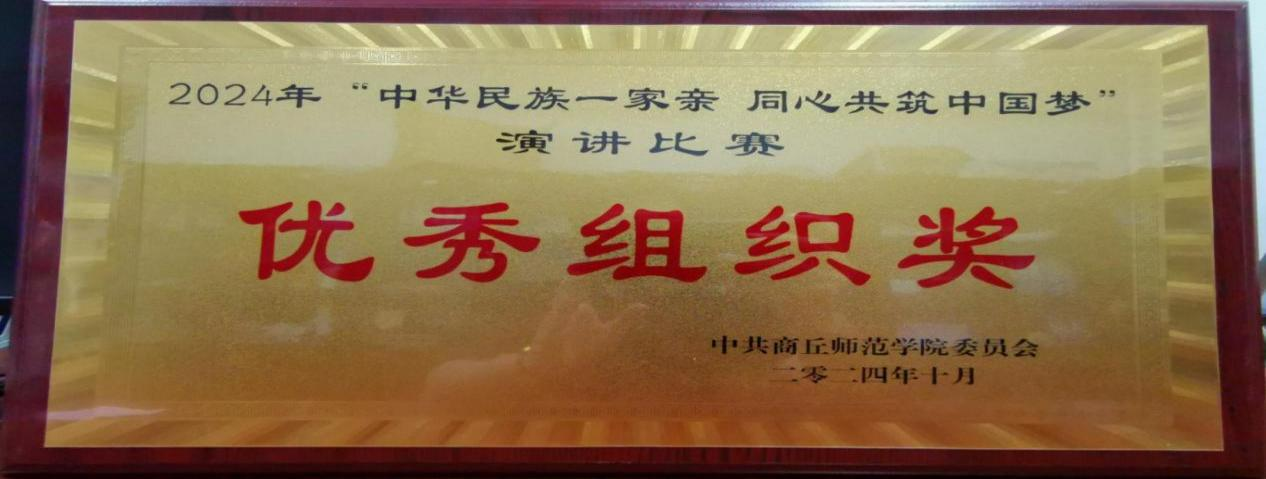 2024年“中华民族一家亲 同心共筑中国梦”
演讲比赛
优秀组织奖
中共商丘师范学院委员会
二零二四年十月